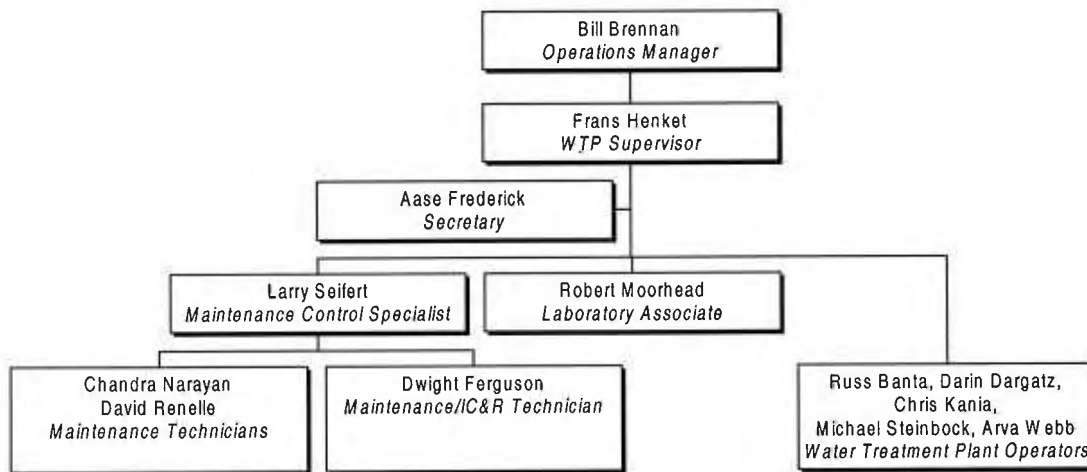 Bill Brennan
Operations Manager
Frans Henket
WTP Supervisor
Aase Frederick
Secretary
Larry Seifert
Maintenance Control Specialist
Robert Moorhead
Laboratory Associate
Chandra Narayan
David Renelle
Maintenance Technicians
Dwight Ferguson
Maintenance/IC&R Technician
Russ Banta, Darin Dargatz,
Chris Kania,
Michael Steinbock, Arva Webb
Water Treatment Plant Operators